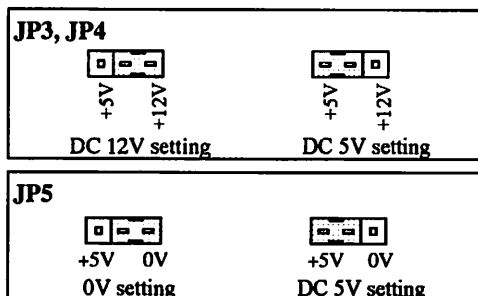 JP3, JP4
+5V +12V +5V +12V
DC 12V setting DC 5V setting
JP5
+5V 0V +5V 0V
0V setting DC 5V setting